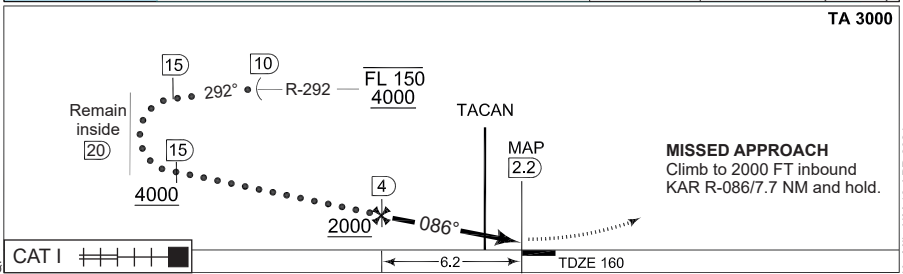 TA 3000
15
10
292°
R-292
FL 150
4000
Remain
inside
20
TACAN
MAP
2.2
15
4000
4
2000
086°
MISSED APPROACH
Climb to 2000 FT inbound
KAR R-086/7.7 NM and hold.
CAT I
6.2
TDZE 160